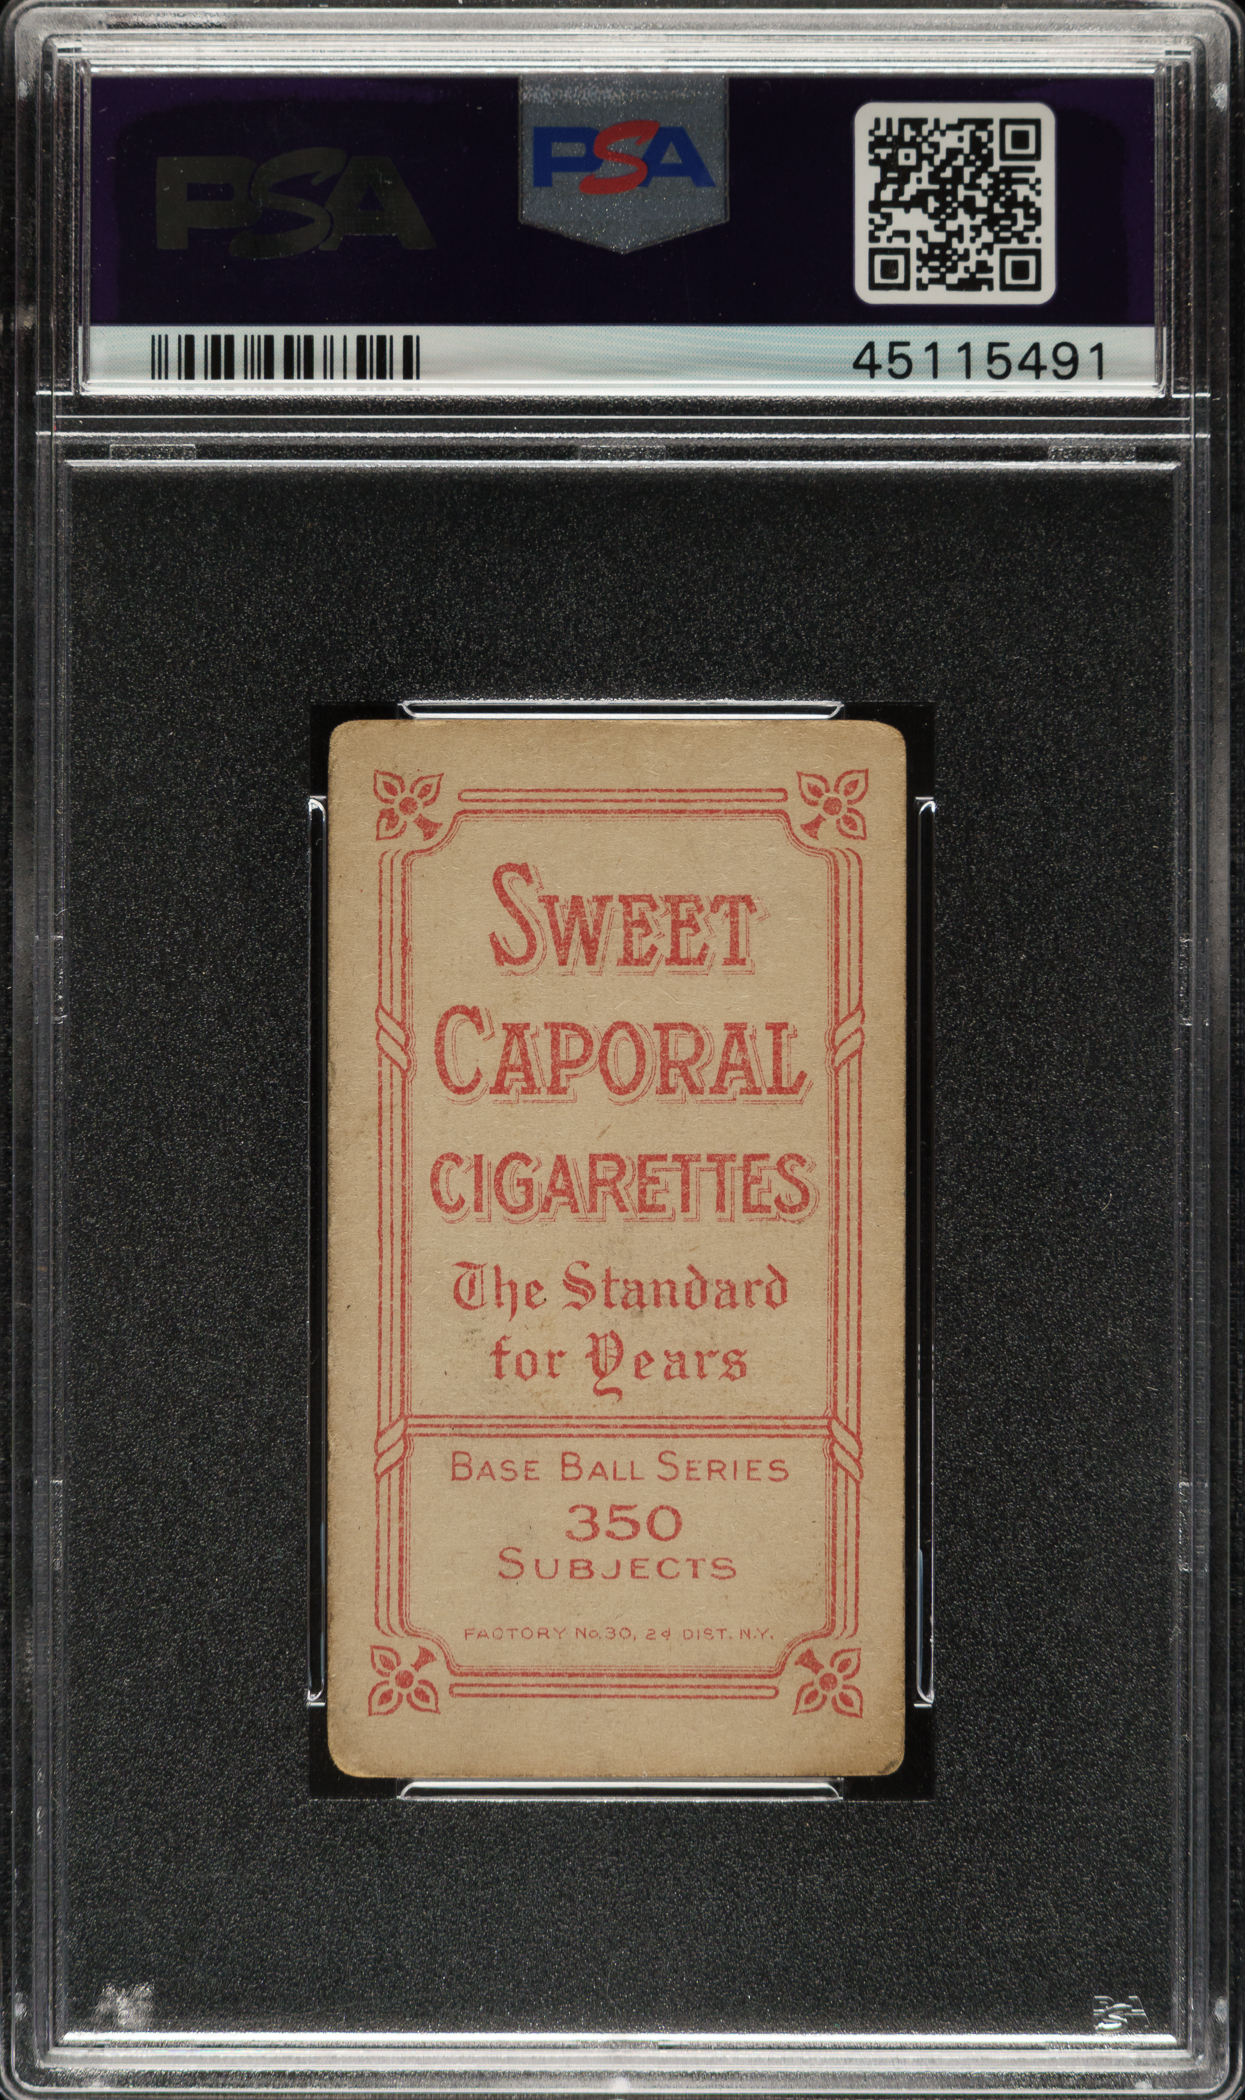 PSA
PSA
45115491
SWEET
CAPORAL
CIGARETTES
The Standard
for Years
BASE BALL SERIES
350
SUBJECTS
FACTORY No. 30, 2d DIST. N.Y.
PSA